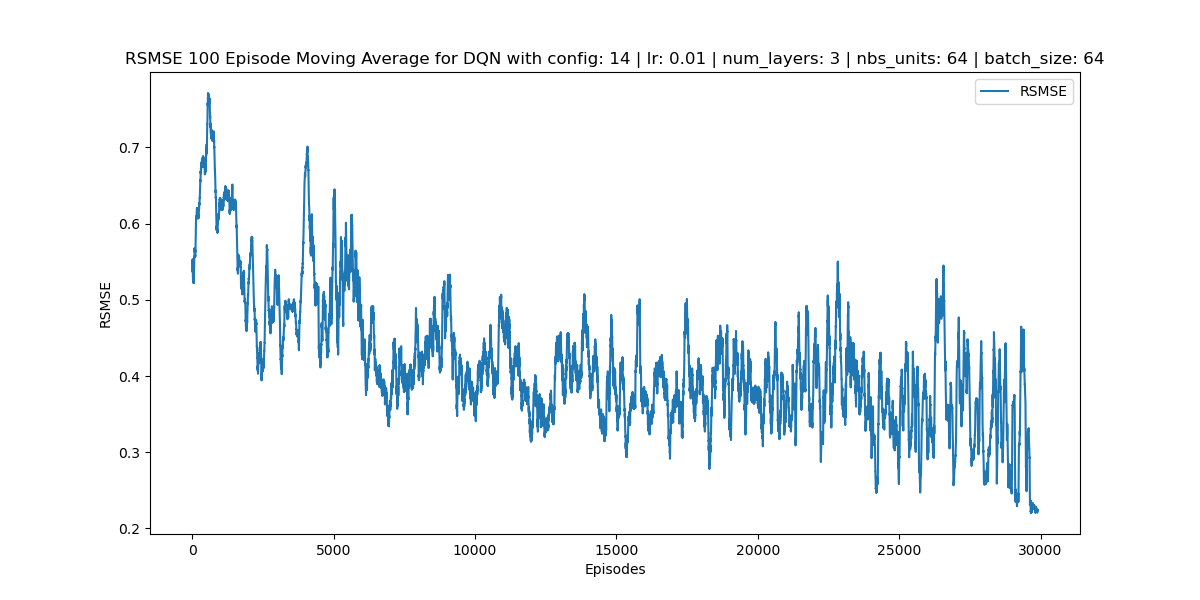 RSMSE 100 Episode Moving Average for DQN with config: 14 | lr: 0.01 | num_layers: 3 | nbs_units: 64 | batch_size: 64
RSMSE
0.7
0.6
0.5
0.4
0.3
0.2
RSMSE
0 5000 10000 15000 20000 25000 30000
Episodes